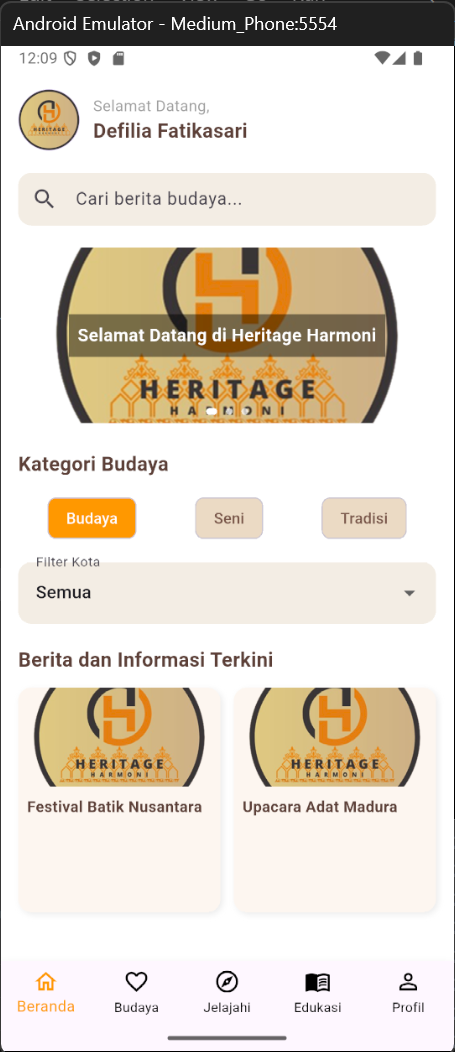 Android Emulator - Medium_Phone:5554
12:09
Selamat Datang,
Defilia Fatikasari
Cari berita budaya...
Selamat Datang di Heritage Harmoni
HERITAGE
HARMONI
Kategori Budaya
Budaya Seni Tradisi
Filter Kota
Semua
Berita dan Informasi Terkini
HERITAGE
HARMONI
Festival Batik Nusantara
HERITAGE
HARMONI
Upacara Adat Madura
Beranda Budaya Jelajahi Edukasi Profil